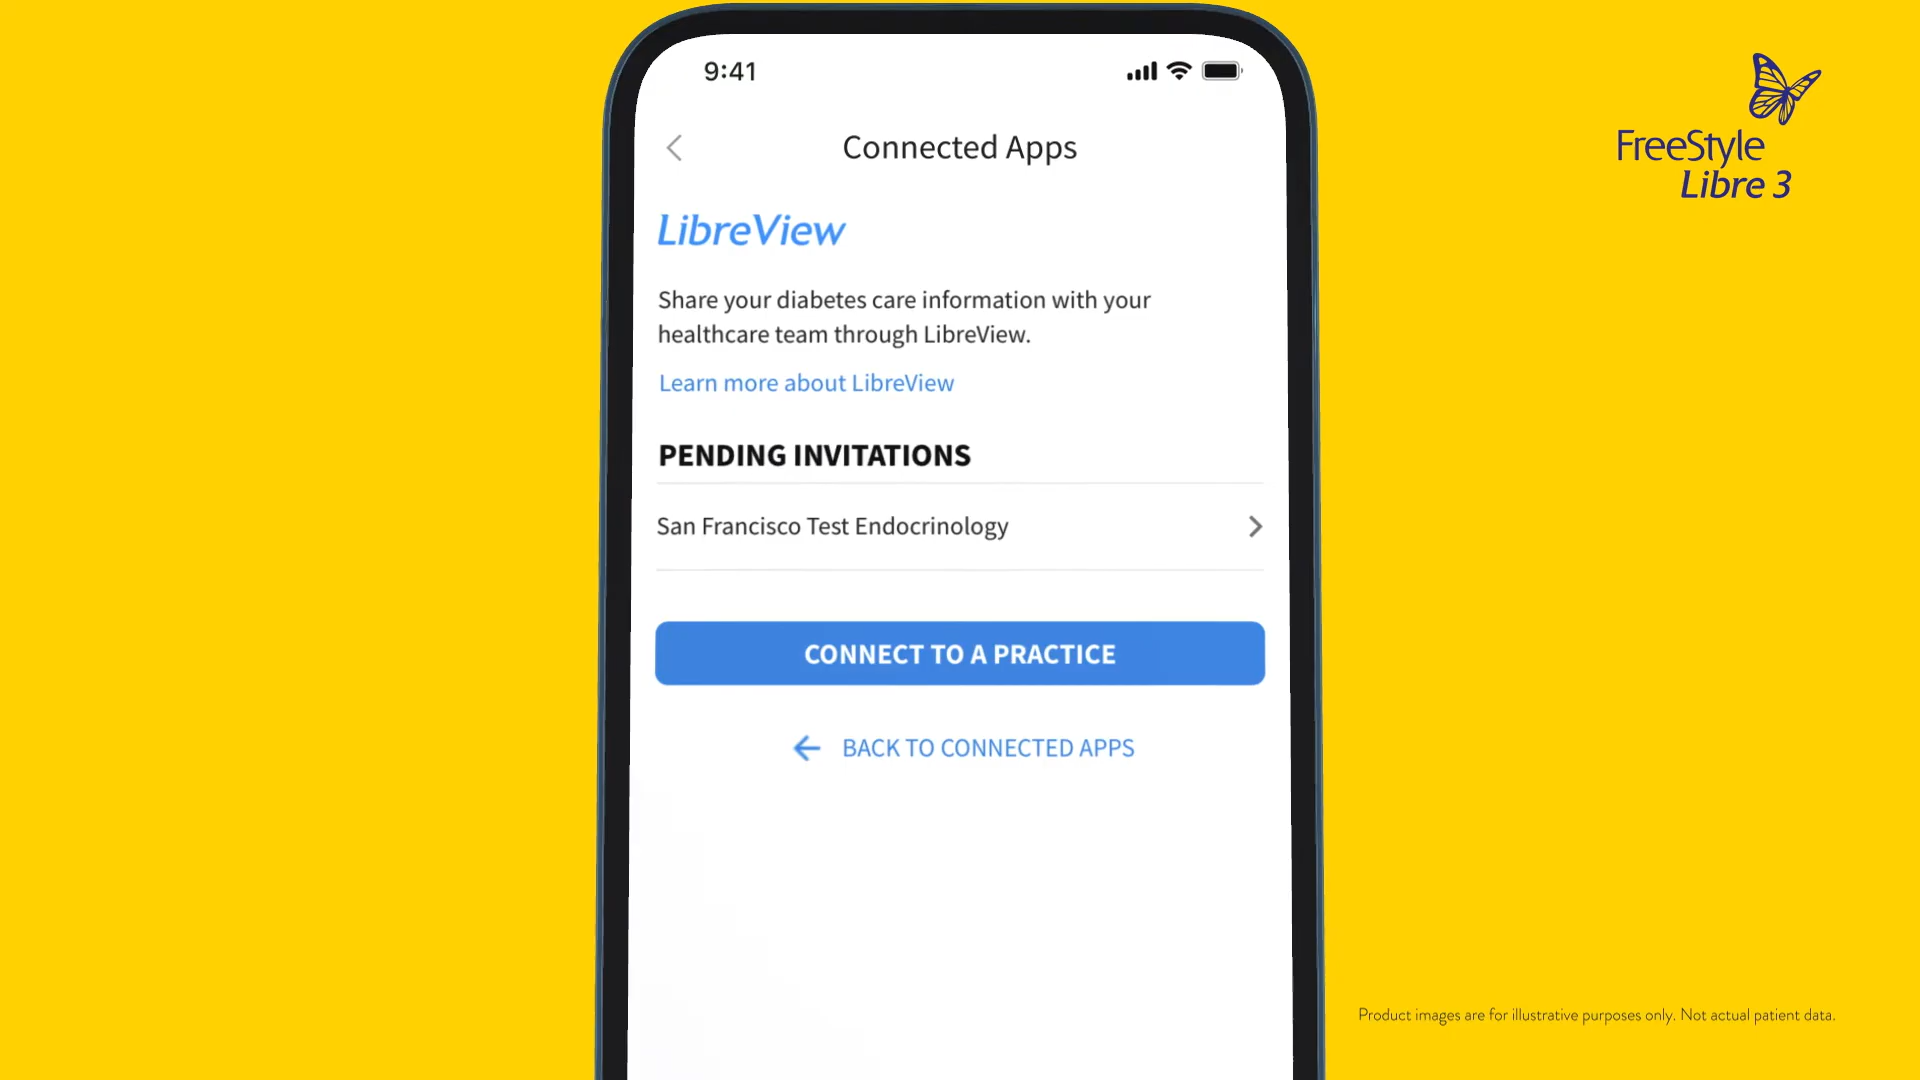 9:41
Connected Apps
FreeStyle
Libre 3
LibreView
Share your diabetes care information with your
healthcare team through LibreView.
Learn more about LibreView
PENDING INVITATIONS
San Francisco Test Endocrinology
CONNECT TO A PRACTICE
BACK TO CONNECTED APPS
Product images are for illustrative purposes only. Not actual patient data.